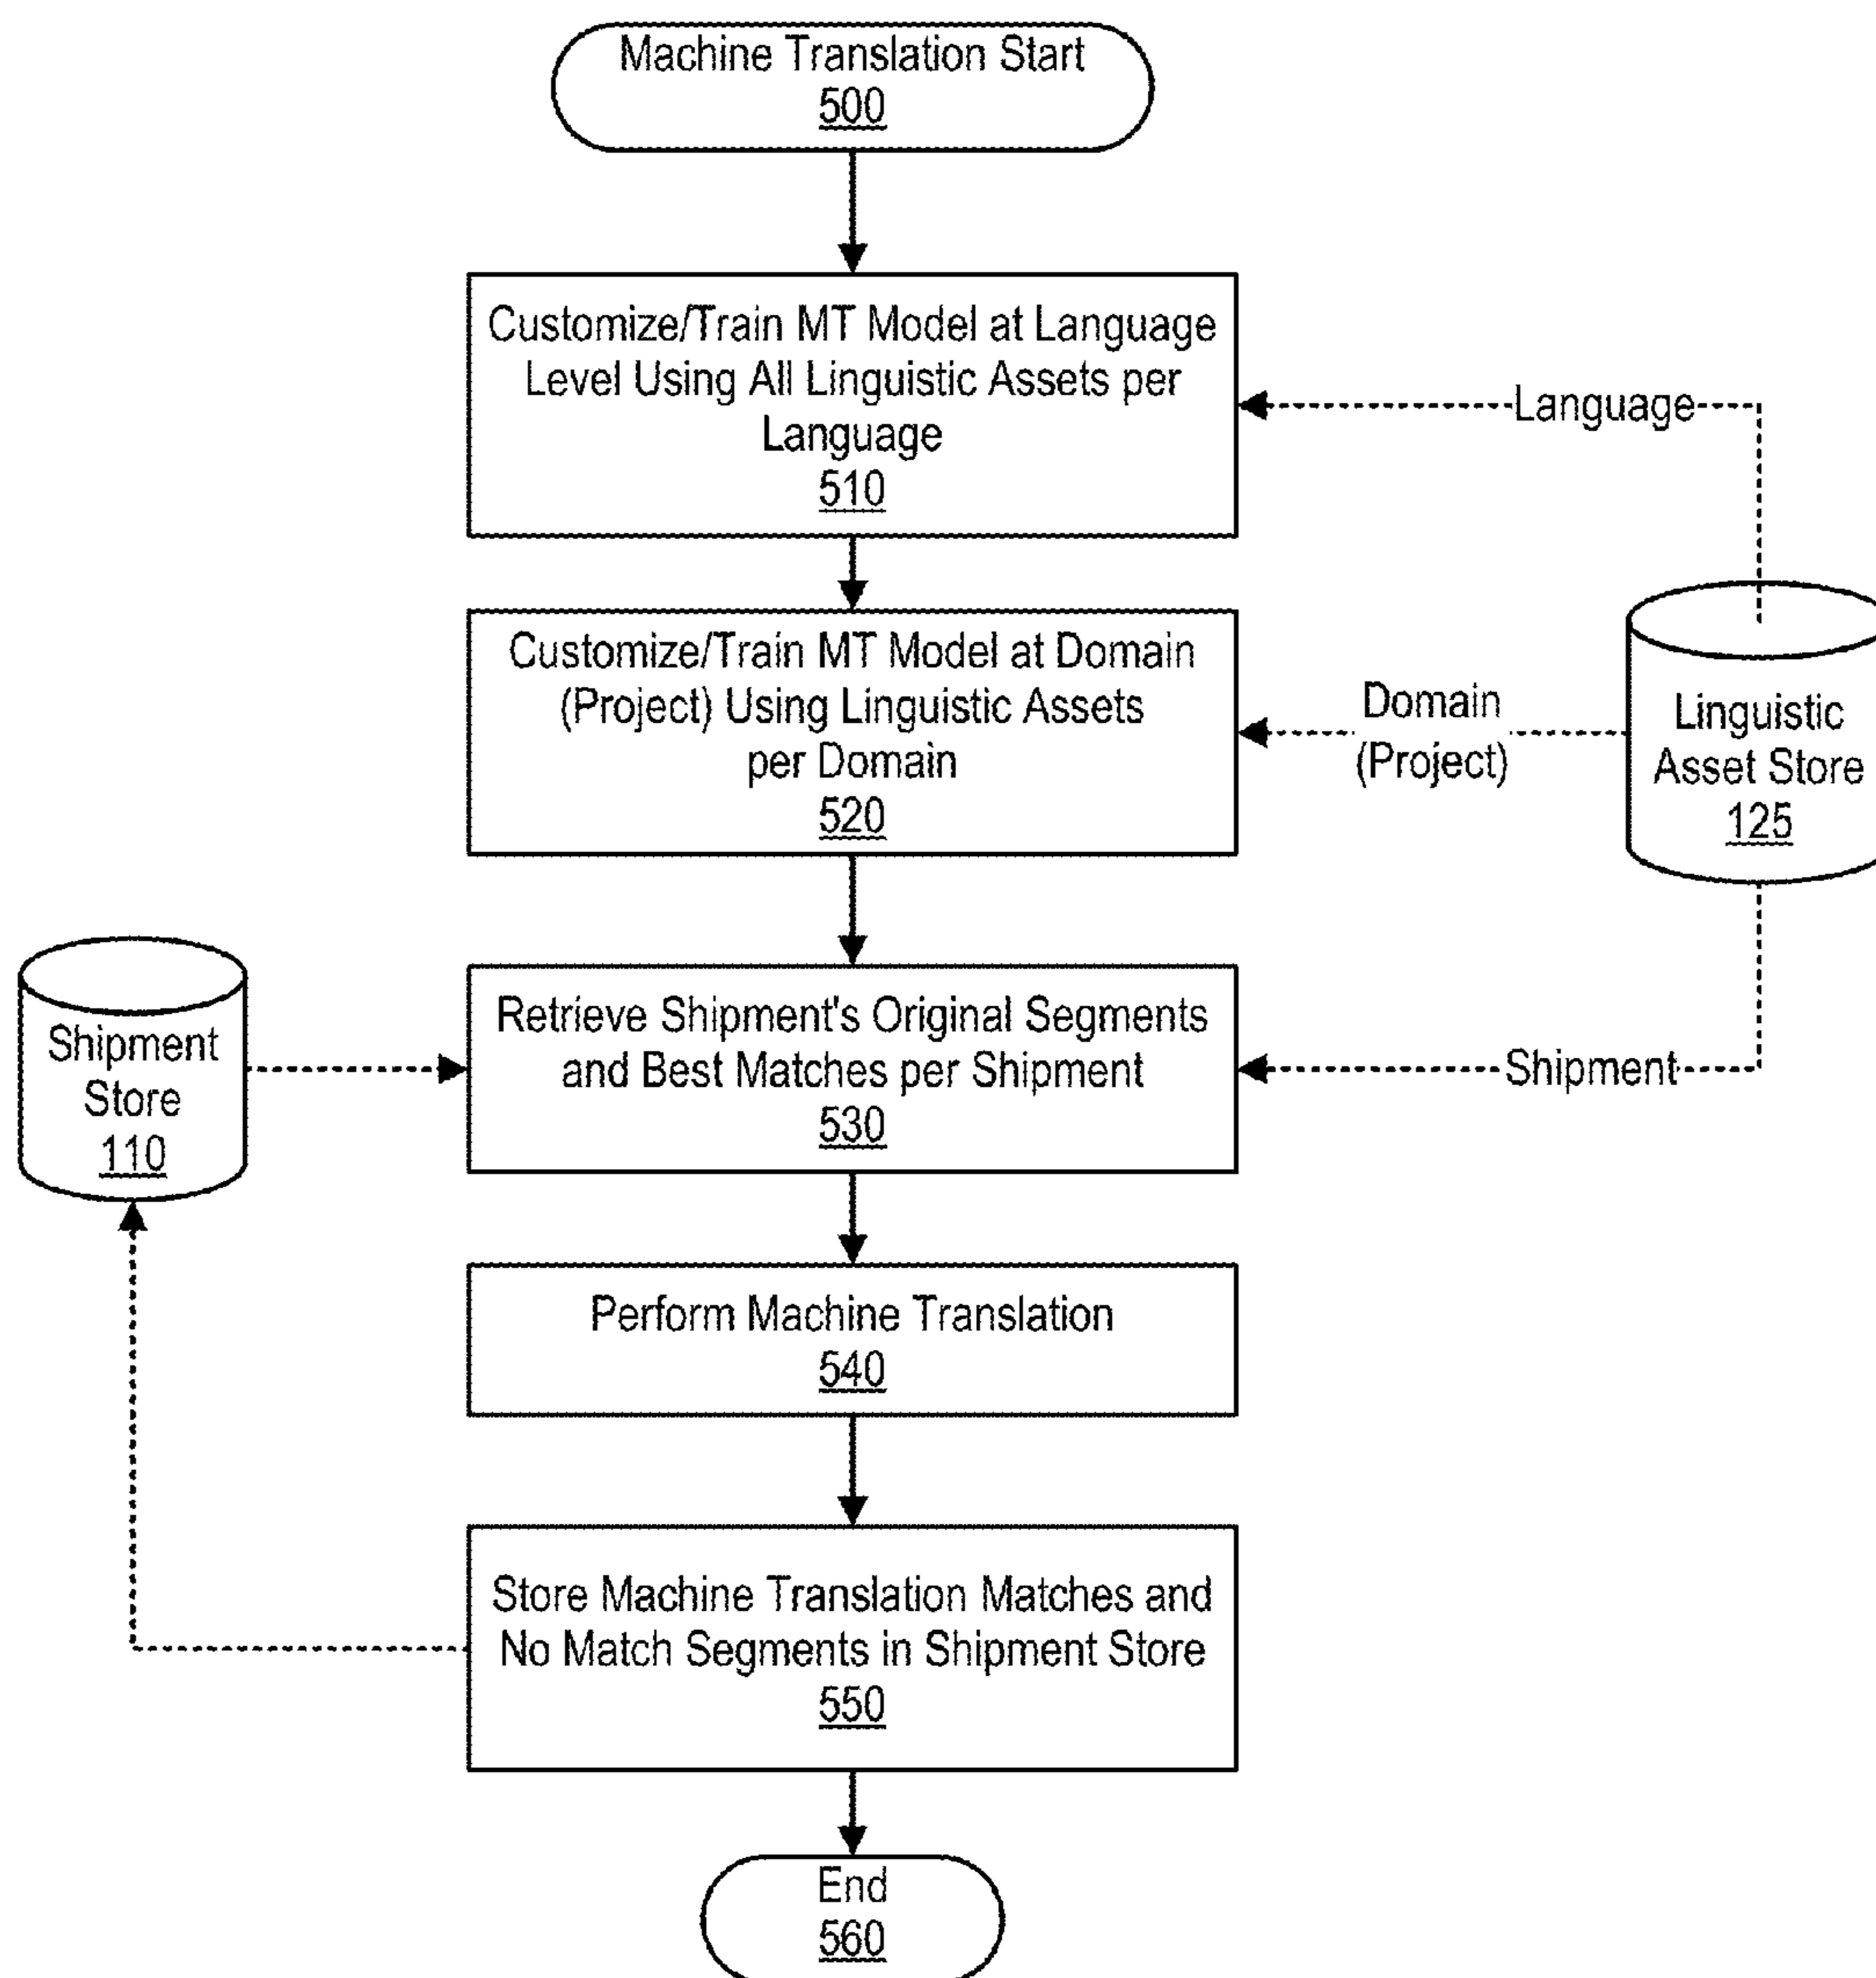 Machine Translation Start
500
Customize/Train MT Model at Language
Level Using All Linguistic Assets per
Language
510
Language
Customize/Train MT Model at Domain
(Project) Using Linguistic Assets
per Domain
520
Domain
(Project)
Linguistic
Asset Store
125
Shipment
Store
110
Retrieve Shipment's Original Segments
and Best Matches per Shipment
530
Shipment
Perform Machine Translation
540
Store Machine Translation Matches and
No Match Segments in Shipment Store
550
End
560